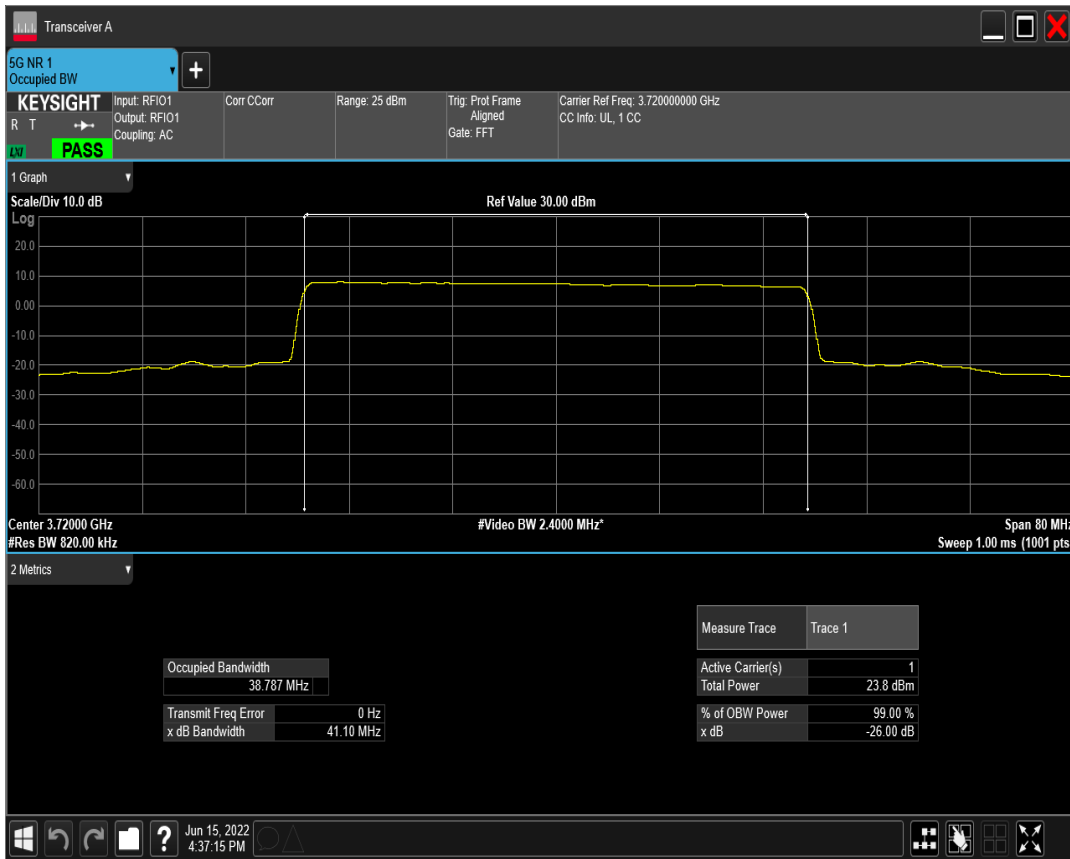 Transceiver A
5G NR 1
Occupied BW
+
KEYSIGHT
R T
LXI
PASS
Input: RFIO1
Output: RFIO1
Coupling: AC
Corr CCorr
Range: 25 dBm
Trig: Prot Frame
Aligned
Gate: FFT
Carrier Ref Freq: 3.720000000 GHz
CC Info: UL, 1 CC
1 Graph
Scale/Div 10.0 dB
Ref Value 30.00 dBm
Log
20.0
10.0
0.00
-10.0
-20.0
-30.0
-40.0
-50.0
-60.0
Center 3.72000 GHz
#Video BW 2.4000 MHz*
Span 80 MHz
#Res BW 820.00 kHz
Sweep 1.00 ms (1001 pts
2 Metrics
Measure Trace Trace 1
Occupied Bandwidth
38.787 MHz
Active Carrier(s) 1
Total Power 23.8 dBm
Transmit Freq Error 0 Hz
x dB Bandwidth 41.10 MHz
% of OBW Power 99.00 %
x dB -26.00 dB
?
Jun 15, 2022
4:37:15 PM